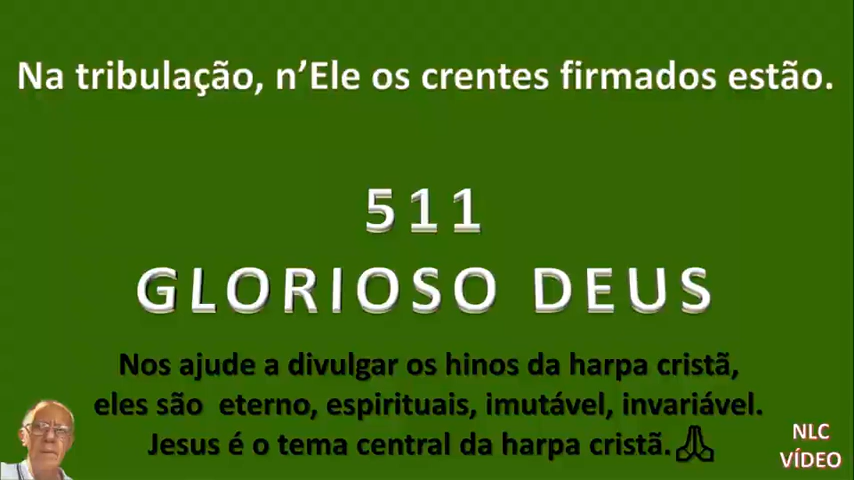 Na tribulação, n’Ele os crentes firmados estão.
511
GLORIOSO DEUS
Nos ajude a divulgar os hinos da harpa cristã,
eles são eterno, espirituais, imutável, invariável.
Jesus é o tema central da harpa cristã.🙏
NLC
VÍDEO